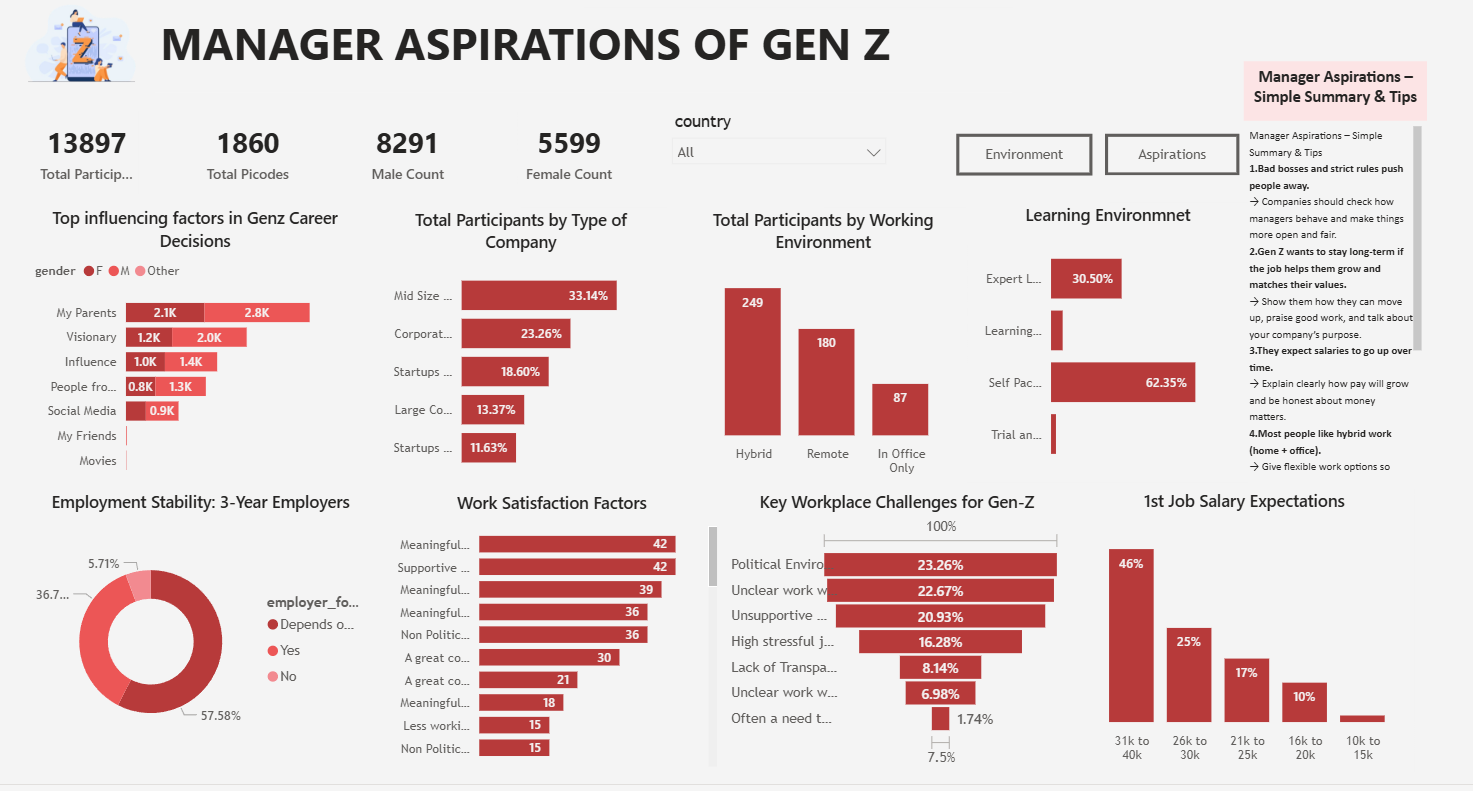 MANAGER ASPIRATIONS OF GEN Z
Z
13897
Total Particip...
1860
Total Picodes
8291
Male Count
5599
Female Count
country
All
Environment
Aspirations
Manager Aspirations –
Simple Summary & Tips
Manager Aspirations – Simple
Summary & Tips
1.Bad bosses and strict rules push
people away.
→ Companies should check how
managers behave and make things
more open and fair.
2.Gen Z wants to stay long-term if
the job helps them grow and
matches their values.
→ Show them how they can move
up, praise good work, and talk about
your company’s purpose.
3.They expect salaries to go up over
time.
→ Explain clearly how pay will grow
and be honest about money
matters.
4.Most people like hybrid work
(home + office).
→ Give flexible work options so
Top influencing factors in Genz Career
Decisions
gender F M Other
My Parents 2.1K 2.8K
Visionary 1.2K 2.0K
Influence 1.0K 1.4K
People fro... 0.8K 1.3K
Social Media 0.9K
My Friends
Movies
Total Participants by Type of
Company
Mid Size ... 33.14%
Corporat... 23.26%
Startups ... 18.60%
Large Co... 13.37%
Startups ... 11.63%
Total Participants by Working
Environment
249
180
87
Hybrid
Remote
In Office
Only
Learning Environmnet
Expert L... 30.50%
Learning...
Self Pac... 62.35%
Trial an...
Employment Stability: 3-Year Employers
5.71%
36.7...
57.58%
employer_fo...
Depends o...
Yes
No
Work Satisfaction Factors
Meaningful... 42
Supportive ... 42
Meaningful... 39
Meaningful... 36
Non Politic... 36
A great co... 30
A great co... 21
Meaningful... 18
Less worki... 15
Non Politic... 15
Key Workplace Challenges for Gen-Z
100%
Political Enviro 23.26%
Unclear work w 22.67%
Unsupportive ... 20.93%
High stressful j... 16.28%
Lack of Transpa... 8.14%
Unclear work w... 6.98%
Often a need t... 1.74%
7.5%
1st Job Salary Expectations
46%
25%
17%
10%
31k to
40k
26k to
30k
21k to
25k
16k to
20k
10k to
15k